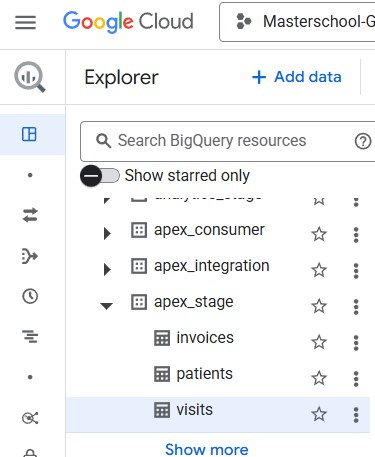 Google Cloud
Masterschool-G
Explorer
+ Add data
Search BigQuery resources
Show starred only
analytics_stage
apex_consumer
apex_integration
apex_stage
invoices
patients
visits
Show more